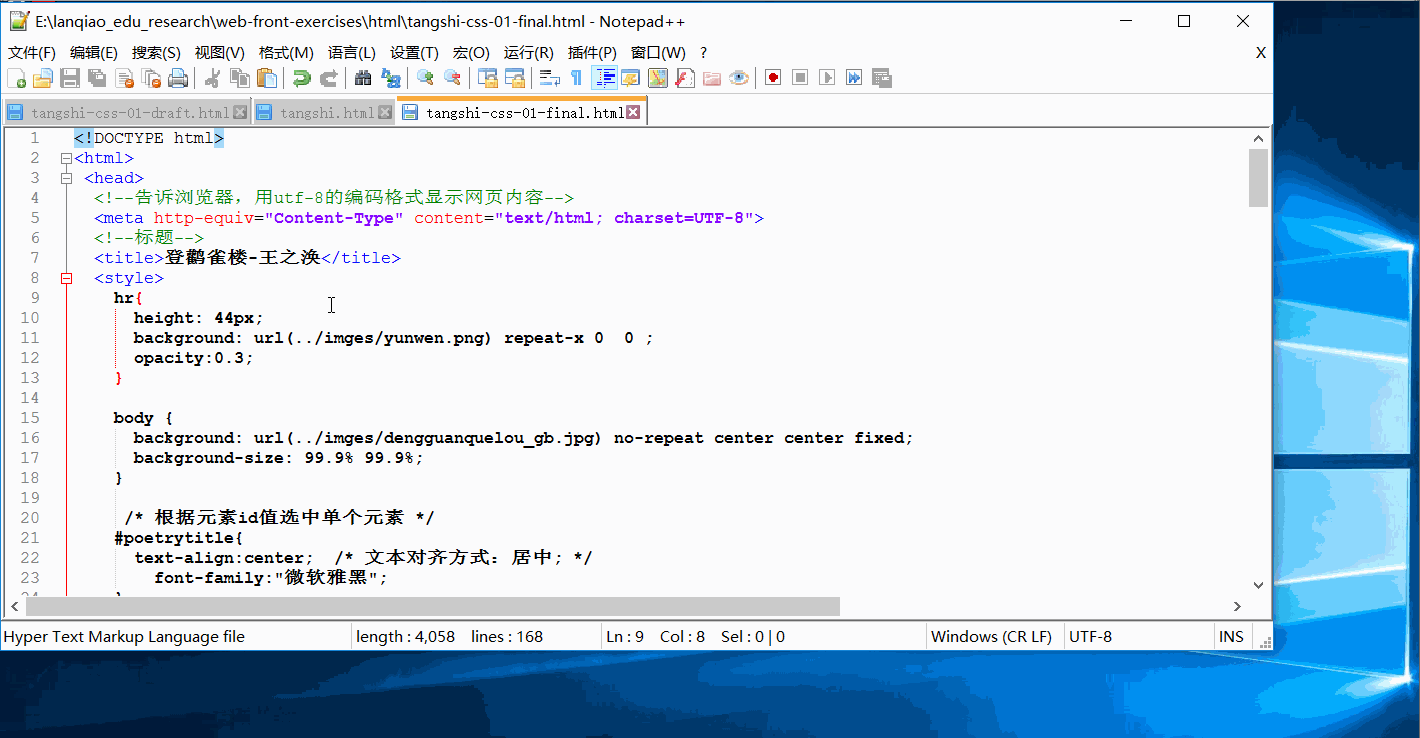 E:\lanqiao_edu_research\web-front-exercises\html\tangshi-css-01-final.html - Notepad++
文件(F) 编辑(E) 搜索(S) 视图(V) 格式(M) 语言(L) 设置(T) 宏(O) 运行(R) 插件(P) 窗口(W) ? X
tangshi-css-01-draft.html tangshi.html tangshi-css-01-final.html
1 <!DOCTYPE html>
2 <html>
3 <head>
4 <!--告诉浏览器，用utf-8的编码格式显示网页内容-->
5 <meta http-equiv="Content-Type" content="text/html; charset=UTF-8">
6 <!--标题-->
7 <title>登鹳雀楼-王之涣</title>
8 <style>
9 hr{
10 height: 44px;
11 background: url(../imges/yunwen.png) repeat-x 0  0 ;
12 opacity:0.3;
13 }
14
15 body {
16 background: url(../imges/dengguanquelou_gb.jpg) no-repeat center center fixed;
17 background-size: 99.9% 99.9%;
18 }
19
20 /* 根据元素id值选中单个元素 */
21 #poetrytitle{
22 text-align:center;  /* 文本对齐方式：居中; */
23 font-family:"微软雅黑";
Hyper Text Markup Language file length : 4,058 lines : 168 Ln : 9 Col : 8 Sel : 0 | 0 Windows (CR LF) UTF-8 INS